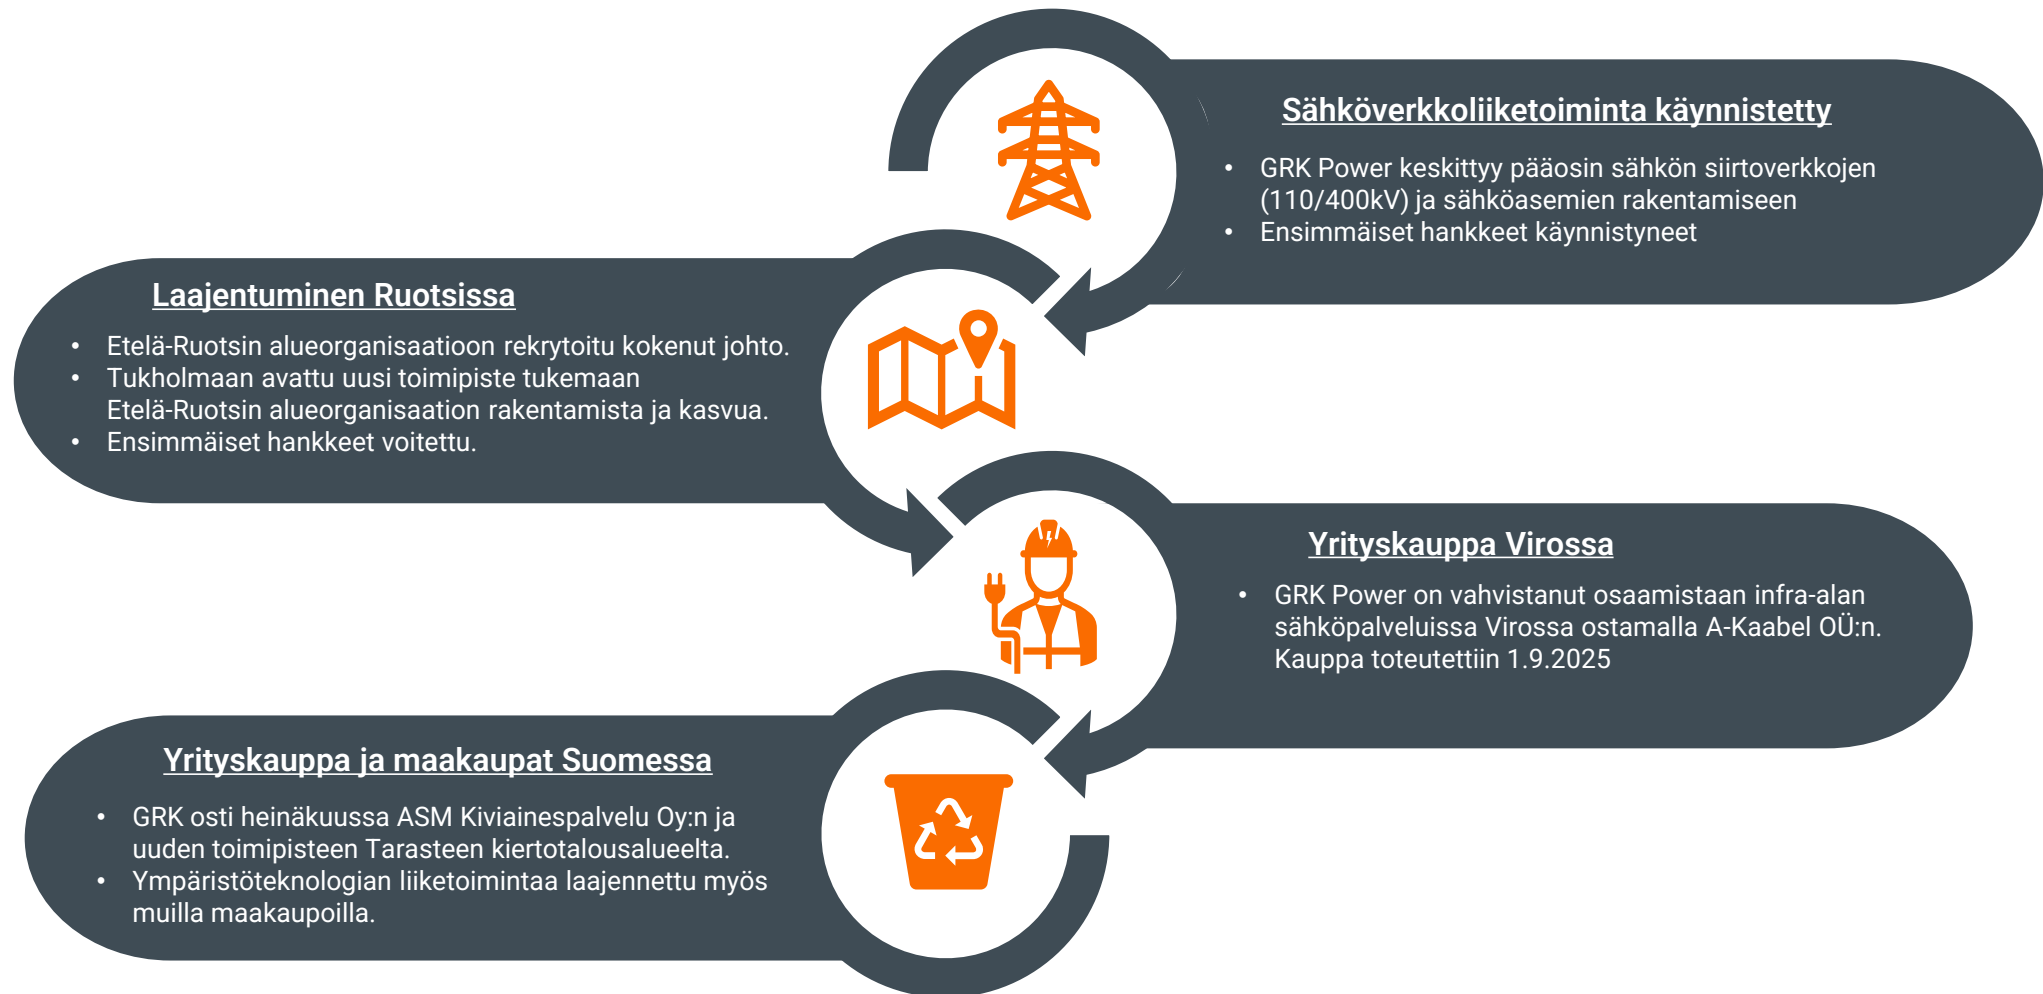 Sähköverkkoliiketoiminta käynnistetty
• GRK Power keskittyy pääosin sähkön siirtoverkkojen
(110/400kV) ja sähköasemien rakentamiseen
• Ensimmäiset hankkeet käynnistyneet
Laajentuminen Ruotsissa
• Etelä-Ruotsin alueorganisaatioon rekrytoitu kokenut johto.
• Tukholmaan avattu uusi toimipiste tukemaan
Etelä-Ruotsin alueorganisaation rakentamista ja kasvua.
• Ensimmäiset hankkeet voitettu.
Yrityskauppa Virossa
• GRK Power on vahvistanut osaamistaan infra-alan
sähköpalveluissa Virossa ostamalla A-Kaabel OÜ:n.
Kauppa toteutettiin 1.9.2025
Yrityskauppa ja maakaupat Suomessa
• GRK osti heinäkuussa ASM Kiviainespalvelu Oy:n ja
uuden toimipisteen Tarasteen kiertotalousalueelta.
• Ympäristöteknologian liiketoimintaa laajennettu myös
muilla maakaupoilla.